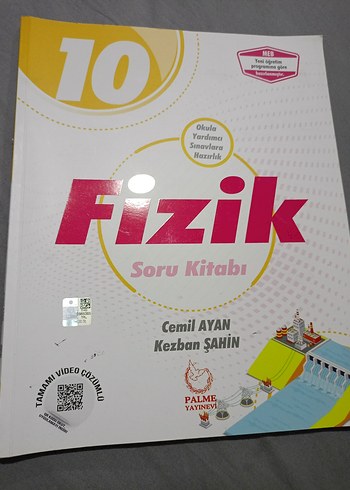 10
MEB
Yeni öğretim
programına göre
hazırlanmıştır.
Okula
Yardımcı
Sınavlara
Hazırlık
Fizik
Soru Kitabı
Cemil AYAN
Kezban ŞAHİN
TAMAMI VİDEO ÇÖZÜMLÜ
PALME
YAYINEVİ